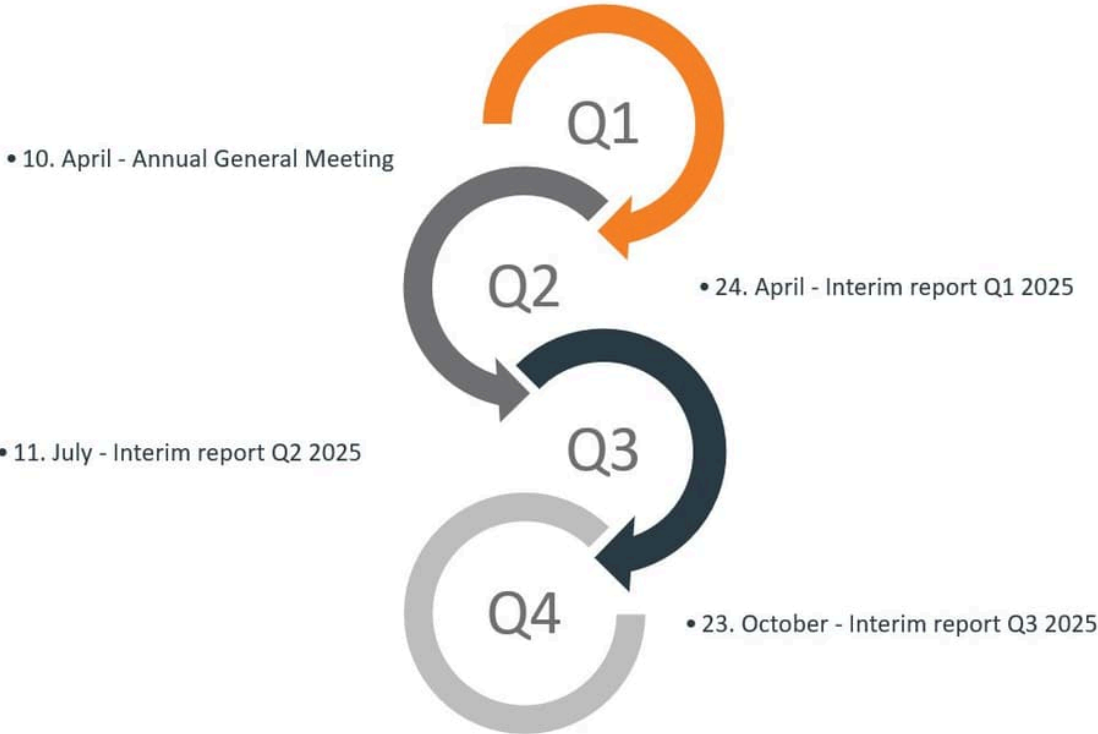 Q1
• 10. April - Annual General Meeting
Q2
• 24. April - Interim report Q1 2025
Q3
• 11. July - Interim report Q2 2025
Q4
• 23. October - Interim report Q3 2025